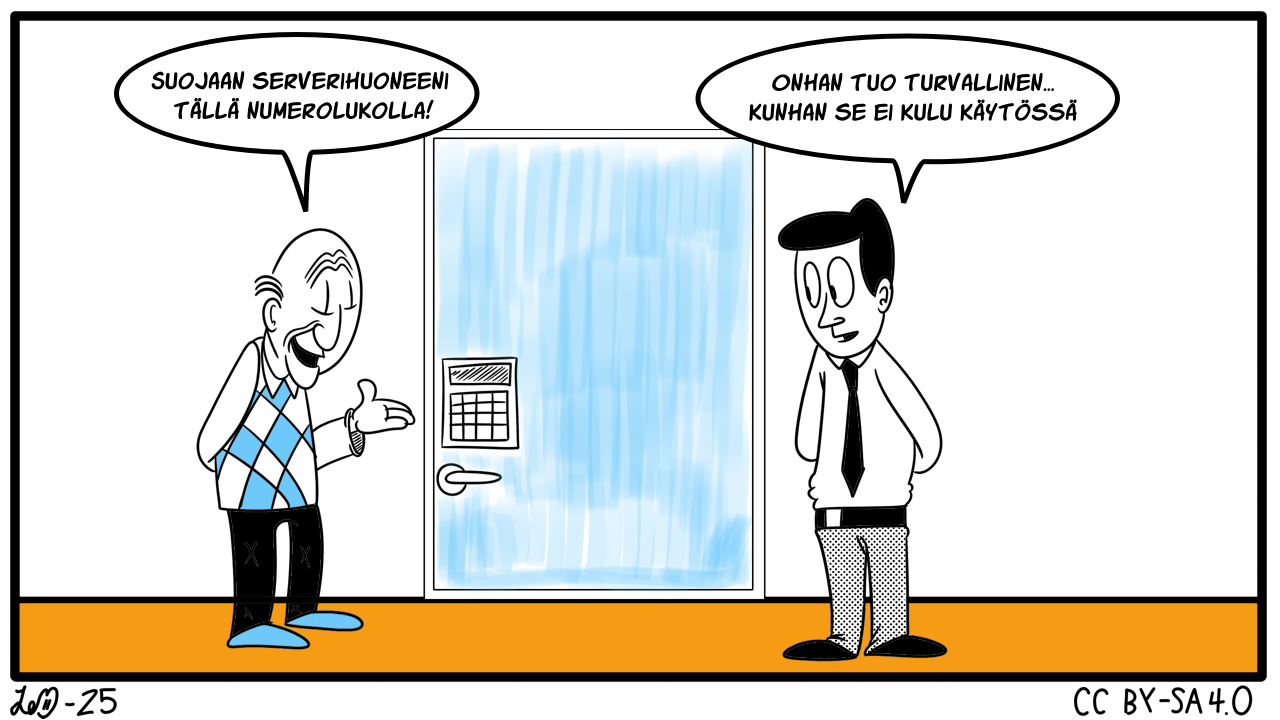 SUOJAAN SERVERIHUONEENI
TÄLLÄ NUMEROLUKOLLA!
ONHAN TUO TURVALLINEN...
KUNHAN SE EI KULU KÄYTÖSSÄ
-25
CC BY-SA 4.0